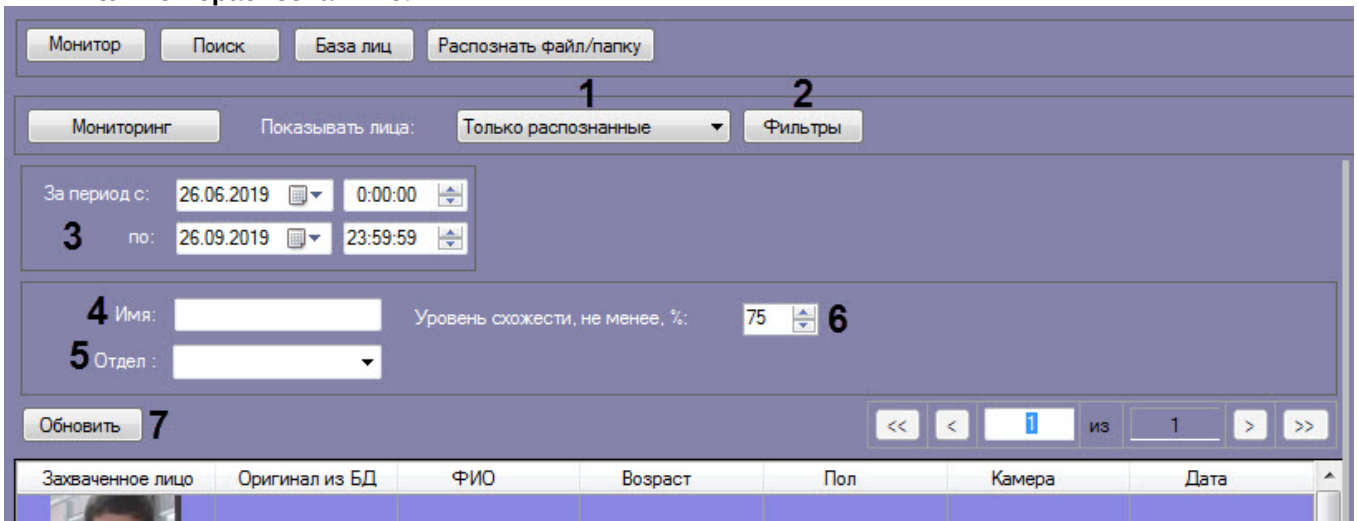 Монитор Поиск База лиц Распознать файл/папку
1 2
Мониторинг Показывать лица: Только распознанные Фильтры
За период с: 26.06.2019 0:00:00
3 по: 26.09.2019 23:59:59
4 Имя: Уровень схожести, не менее, %: 75 6
5 Отдел :
Обновить 7 << < 1 из 1 > >>
Захваченное лицо Оригинал из БД ФИО Возраст Пол Камера Дата